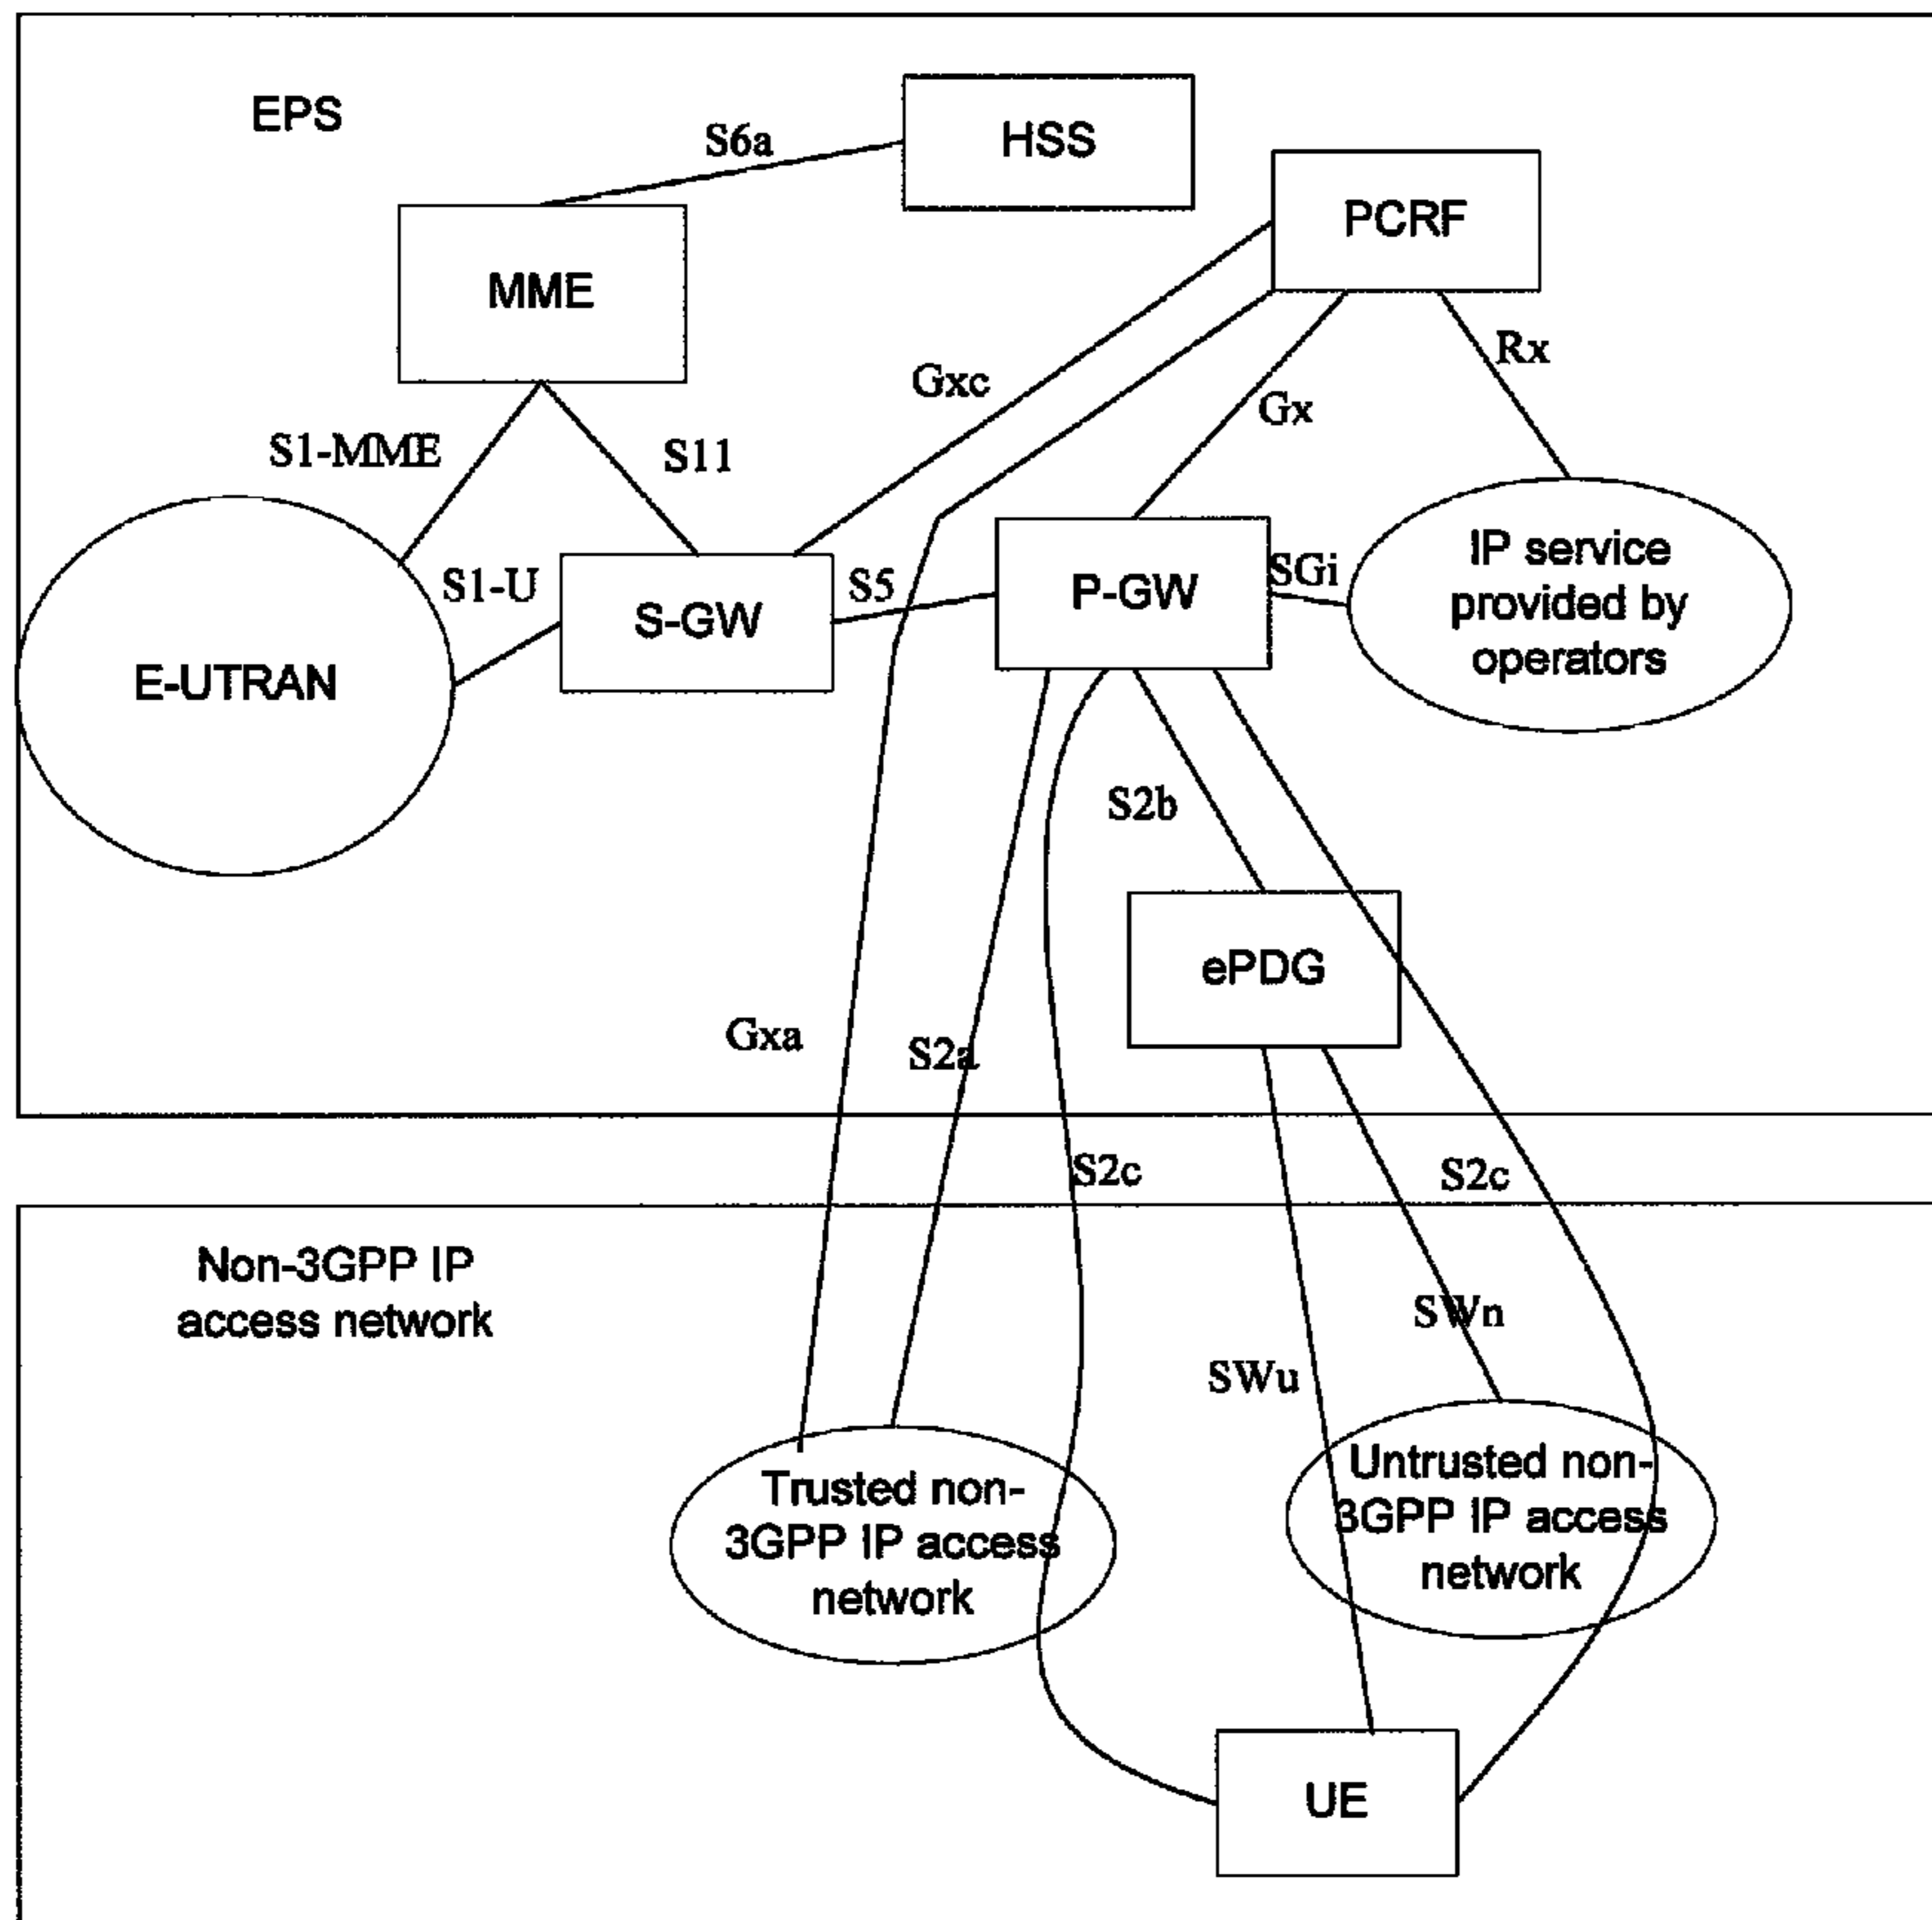 EPS
HSS
S6a
PCRF
MME
Rx
Gxc
Gx
S1-MME
S11
IP service
provided by
operators
SGi
S1-U
S5
P-GW
S-GW
E-UTRAN
S2b
ePDG
Gxa
S2a
S2c
S2c
Non-3GPP IP
access network
SWn
SWu
Trusted non-
3GPP IP access
network
Untrusted non-
3GPP IP access
network
UE